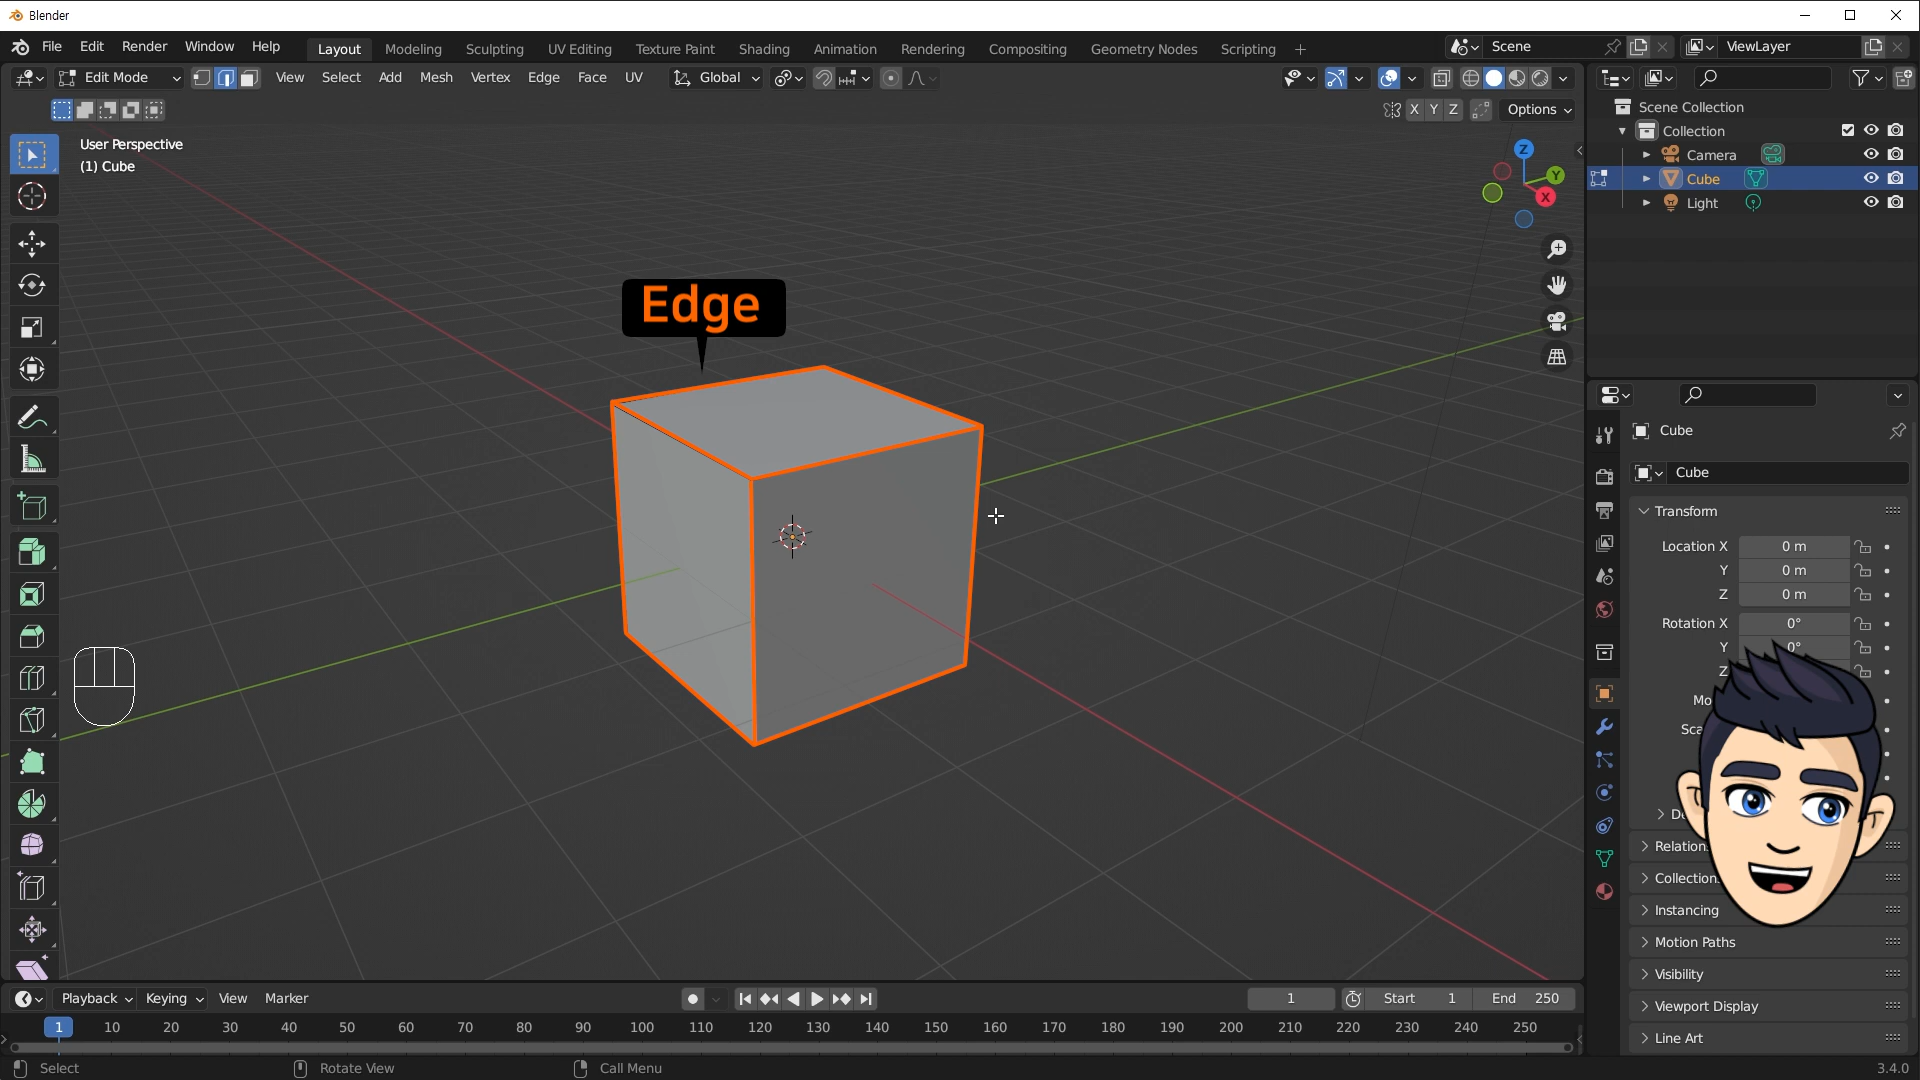 Blender
File Edit Render Window Help Layout Modeling Sculpting UV Editing Texture Paint Shading Animation Rendering Compositing Geometry Nodes Scripting + Scene ViewLayer
Edit Mode View Select Add Mesh Vertex Edge Face UV Global
X Y Z Options
Scene Collection
Collection
Camera
Cube
Light
User Perspective
(1) Cube
Z
Y
X
Edge
Cube
Cube
Transform
Location X 0 m
Y 0 m
Z 0 m
Rotation X 0°
Y 0°
Z
Mo
Sca
De
Relation
Collection
Instancing
Motion Paths
Visibility
Viewport Display
Line Art
Playback Keying View Marker 1 Start 1 End 250
1 10 20 30 40 50 60 70 80 90 100 110 120 130 140 150 160 170 180 190 200 210 220 230 240 250
Select Rotate View Call Menu 3.4.0